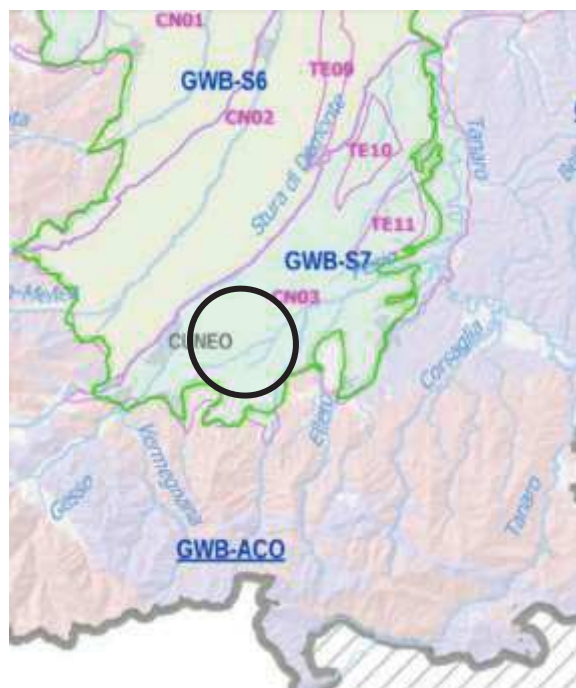 CN01
TE09
GWB-S6
CN02
Stura di Demonte
Tanaro
TE10
TE11
GWB-S7
CN03
CUNEO
Corsaglia
Ellero
Vermegnana
Gesso
Tanaro
GWB-ACO